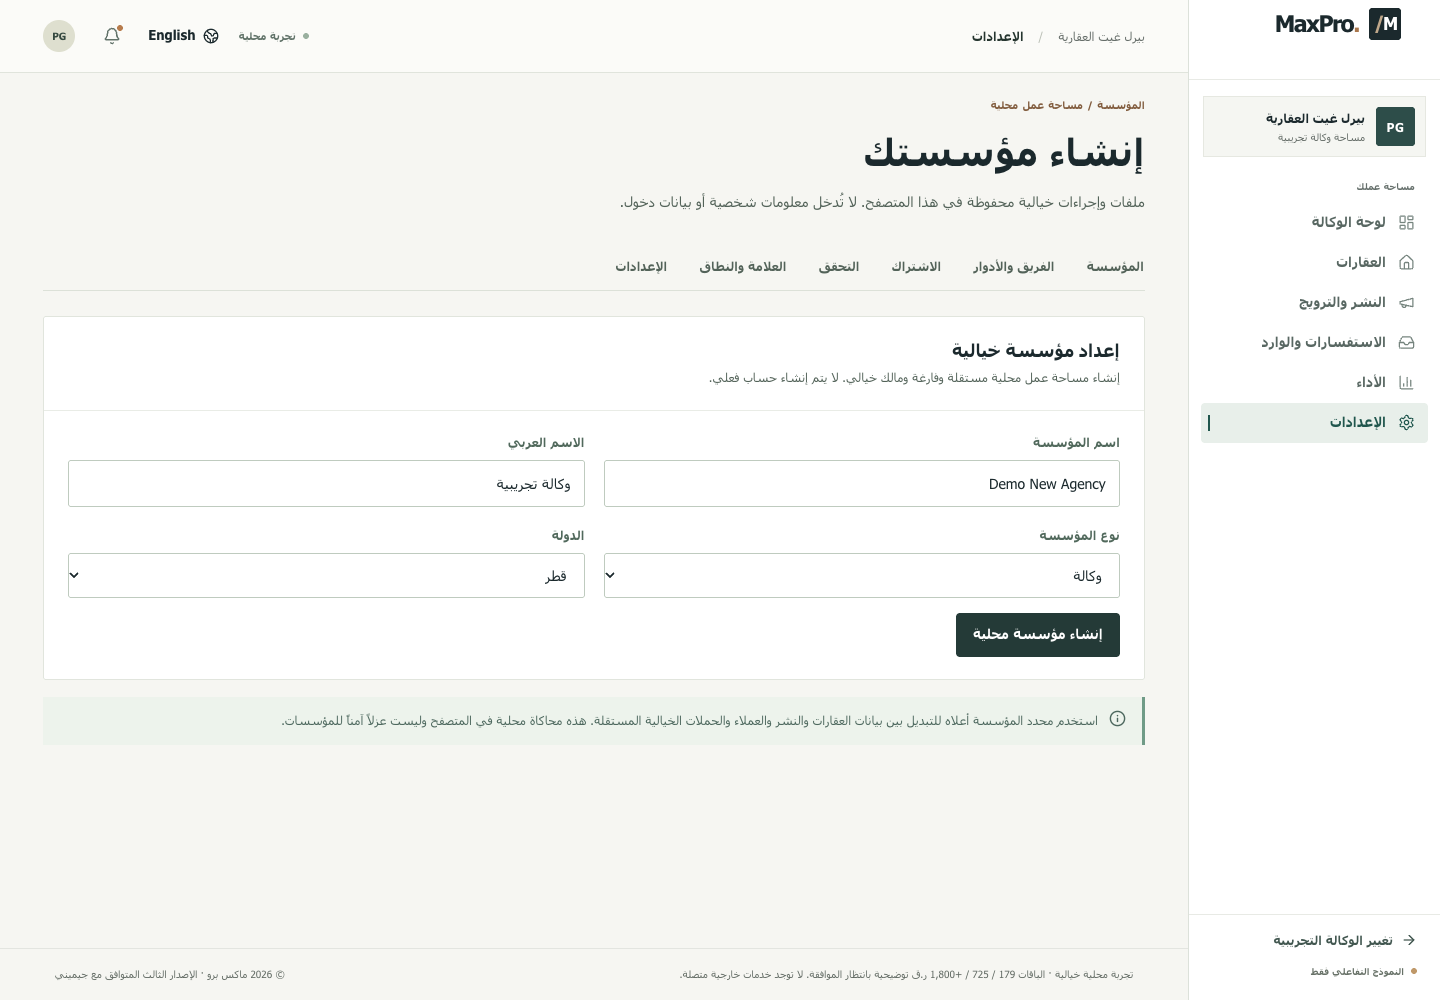 MaxPro.
/M
بيرل غيت العقارية / الإعدادات
تجربة محلية
English
PG
PG
بيرل غيت العقارية
مساحة وكالة تجريبية
مساحة عملك
لوحة الوكالة
العقارات
النشر والترويج
الاستفسارات والوارد
الأداء
الإعدادات
تغيير الوكالة التجريبية
النموذج التفاعلي فقط
المؤسسة / مساحة عمل محلية
إنشاء مؤسستك
ملفات وإجراءات خيالية محفوظة في هذا المتصفح. لا تُدخل معلومات شخصية أو بيانات دخول.
المؤسسة
الفريق والأدوار
الاشتراك
التحقق
العلامة والنطاق
الإعدادات
إعداد مؤسسة خيالية
إنشاء مساحة عمل محلية مستقلة وفارغة ومالك خيالي. لا يتم إنشاء حساب فعلي.
اسم المؤسسة
Demo New Agency
الاسم العربي
وكالة تجريبية
نوع المؤسسة
وكالة
الدولة
قطر
إنشاء مؤسسة محلية
استخدم محدد المؤسسة أعلاه للتبديل بين بيانات العقارات والنشر والعملاء والحملات الخيالية المستقلة. هذه محاكاة محلية في المتصفح وليست عزلاً آمناً للمؤسسات.
تجربة محلية خيالية · الباقات 179 / 725 / +1,800 ر.ق توضيحية بانتظار الموافقة. لا توجد خدمات خارجية متصلة.
© 2026 ماكس برو · الإصدار الثالث المتوافق مع جيميني